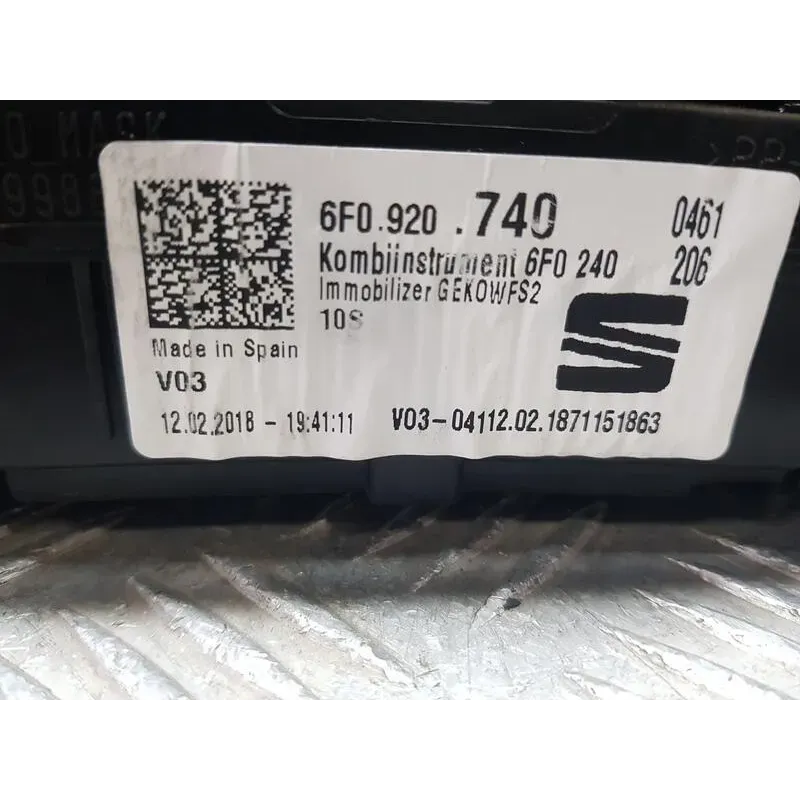 6F0.920 .740 0461
Kombiinstrument 6F0 240 206
Immobilizer GEKOWFS2
10S
Made in Spain
V03
12.02.2018 - 19:41:11 V03-04112.02.1871151863